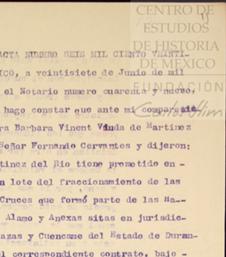 CENTRO DE
ESTUDIOS
DE HISTORIA
DE MÉXICO
FUNDACIÓN
ACTA NUMERO SEIS MIL CIENTO VEINTI-
ICO, a veintisiete de Junio de mil
el Notario numero cuarenta y nueve,
hago constar que ante mi
ra Barbara Vincent Viuda de Martinez
Señor Fernando Cervantes y dijeron;
tinez del Rio tiene prometido en -
n lote del fraccionamiento de las
Cruces que formó parte de las Ha--
Alamo y Anexas sitas en jurisdic-
azas y Cuencame del Estado de Duran-
l correspondiente contrato, bajo -